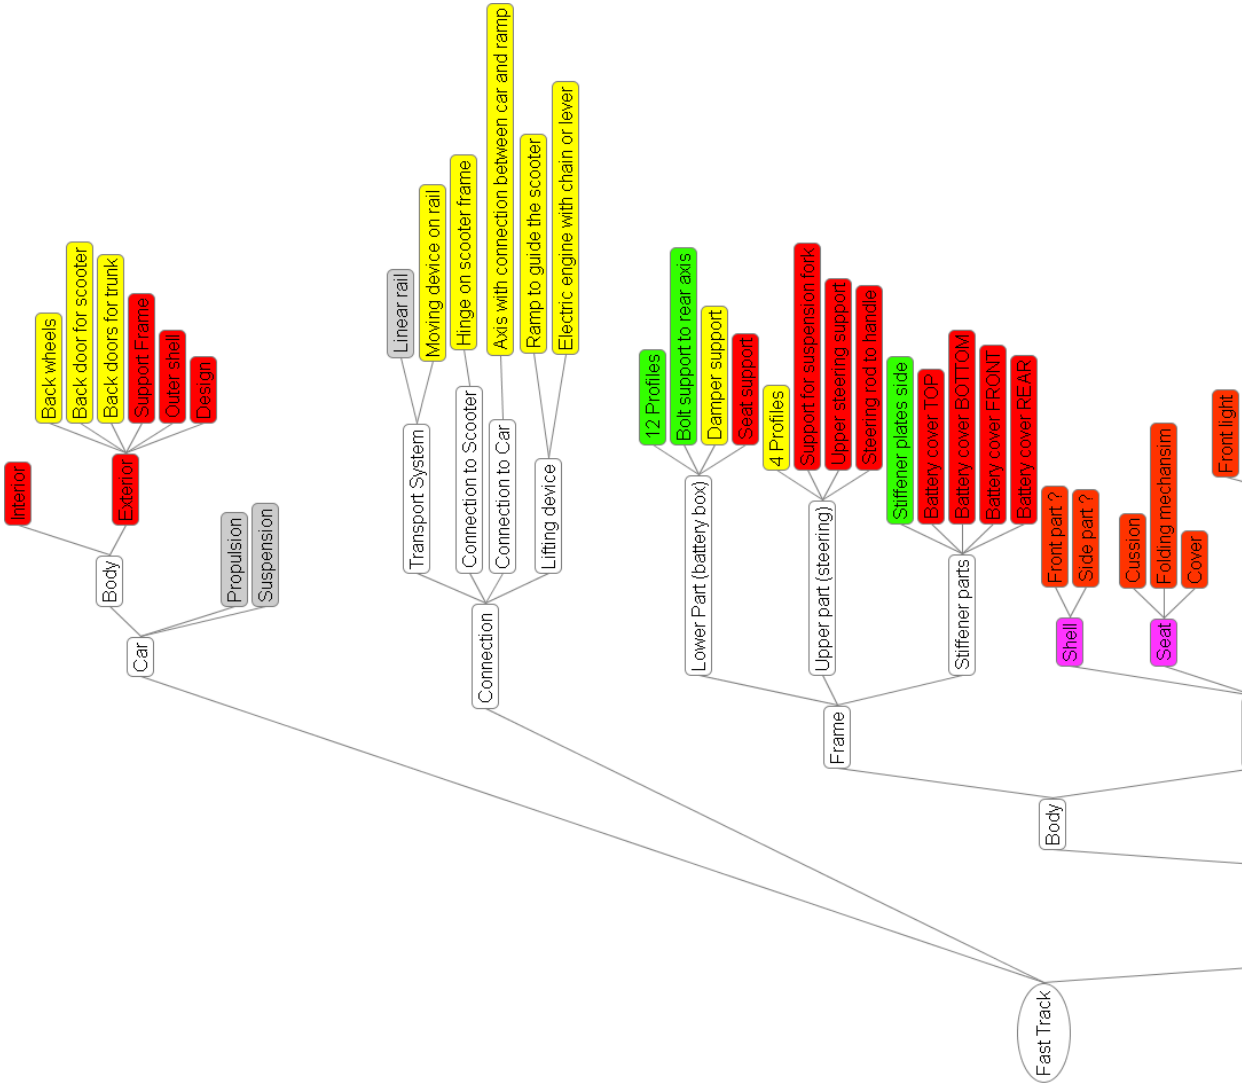 Interior
Back wheels
Back door for scooter
Back doors for trunk
Support Frame
Outer shell
Design
Exterior
Body
Propulsion
Suspension
Car
Linear rail
Moving device on rail
Transport System
Hinge on scooter frame
Connection to Scooter
Axis with connection between car and ramp
Connection to Car
Ramp to guide the scooter
Electric engine with chain or lever
Lifting device
Connection
12 Profiles
Bolt support to rear axis
Damper support
Seat support
Lower Part (battery box)
4 Profiles
Support for suspension fork
Upper steering support
Steering rod to handle
Upper part (steering)
Stiffener plates side
Battery cover TOP
Battery cover BOTTOM
Battery cover FRONT
Battery cover REAR
Stiffener parts
Frame
Front part ?
Side part ?
Shell
Cussion
Folding mechansim
Cover
Seat
Front light
Body
Fast Track